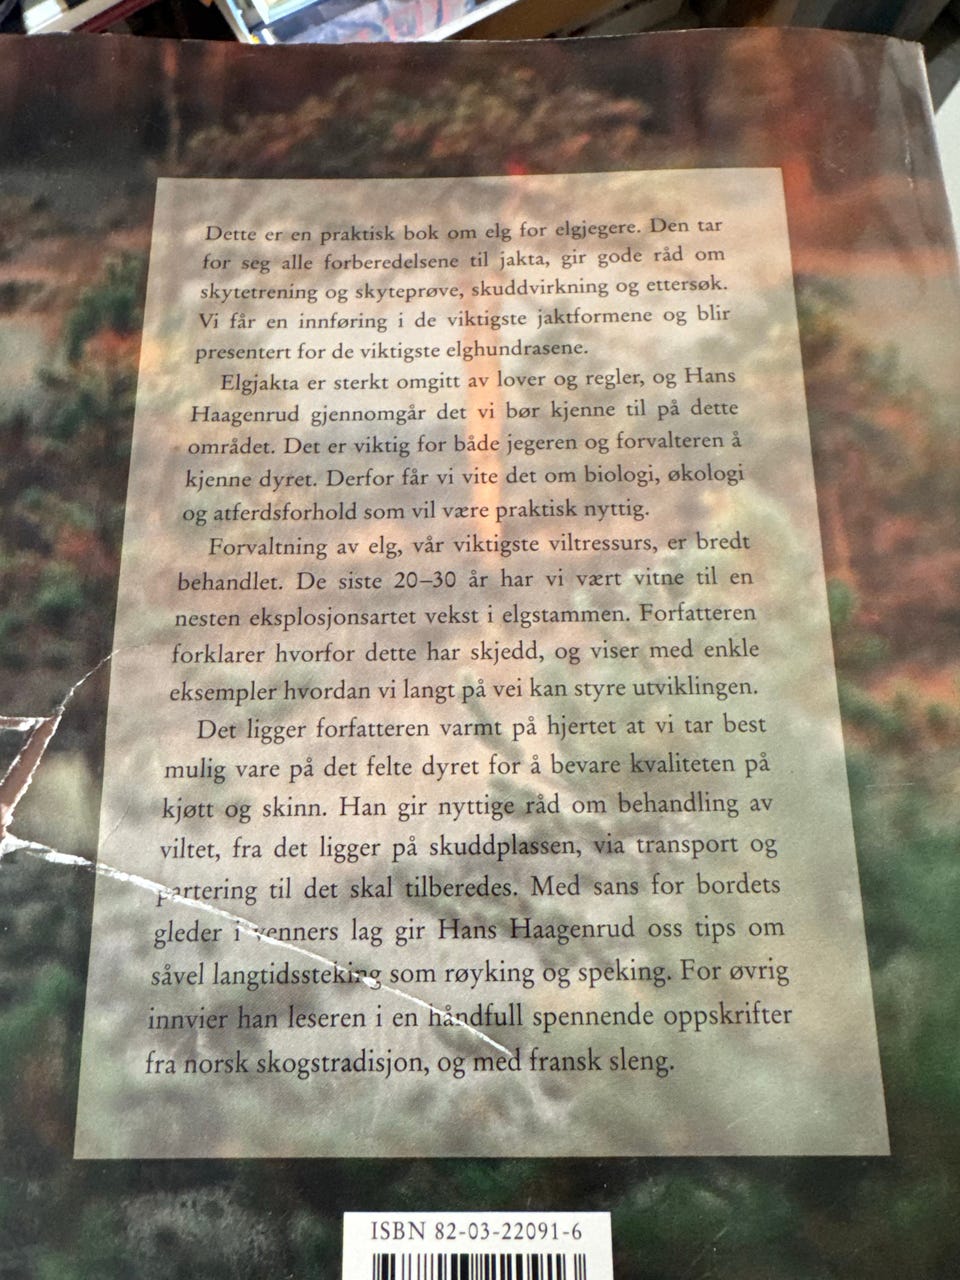 Dette er en praktisk bok om elg for elgjegere. Den tar
for seg alle forberedelsene til jakta, gir gode råd om
skytetrening og skyteprøve, skuddvirkning og ettersøk.
Vi får en innføring i de viktigste jaktformene og blir
presentert for de viktigste elghundrasene.
Elgjakta er sterkt omgitt av lover og regler, og Hans
Haagenrud gjennomgår det vi bør kjenne til på dette
området. Det er viktig for både jegeren og forvalteren å
kjenne dyret. Derfor får vi vite det om biologi, økologi
og atferdsforhold som vil være praktisk nyttig.
Forvaltning av elg, vår viktigste viltressurs, er bredt
behandlet. De siste 20–30 år har vi vært vitne til en
nesten eksplosjonsartet vekst i elgstammen. Forfatteren
forklarer hvorfor dette har skjedd, og viser med enkle
eksempler hvordan vi langt på vei kan styre utviklingen.
Det ligger forfatteren varmt på hjertet at vi tar best
mulig vare på det felte dyret for å bevare kvaliteten på
kjøtt og skinn. Han gir nyttige råd om behandling av
viltet, fra det ligger på skuddplassen, via transport og
partering til det skal tilberedes. Med sans for bordets
gleder i venners lag gir Hans Haagenrud oss tips om
såvel langtidssteking som røyking og speking. For øvrig
innvier han leseren i en håndfull spennende oppskrifter
fra norsk skogstradisjon, og med fransk sleng.
ISBN 82-03-22091-6